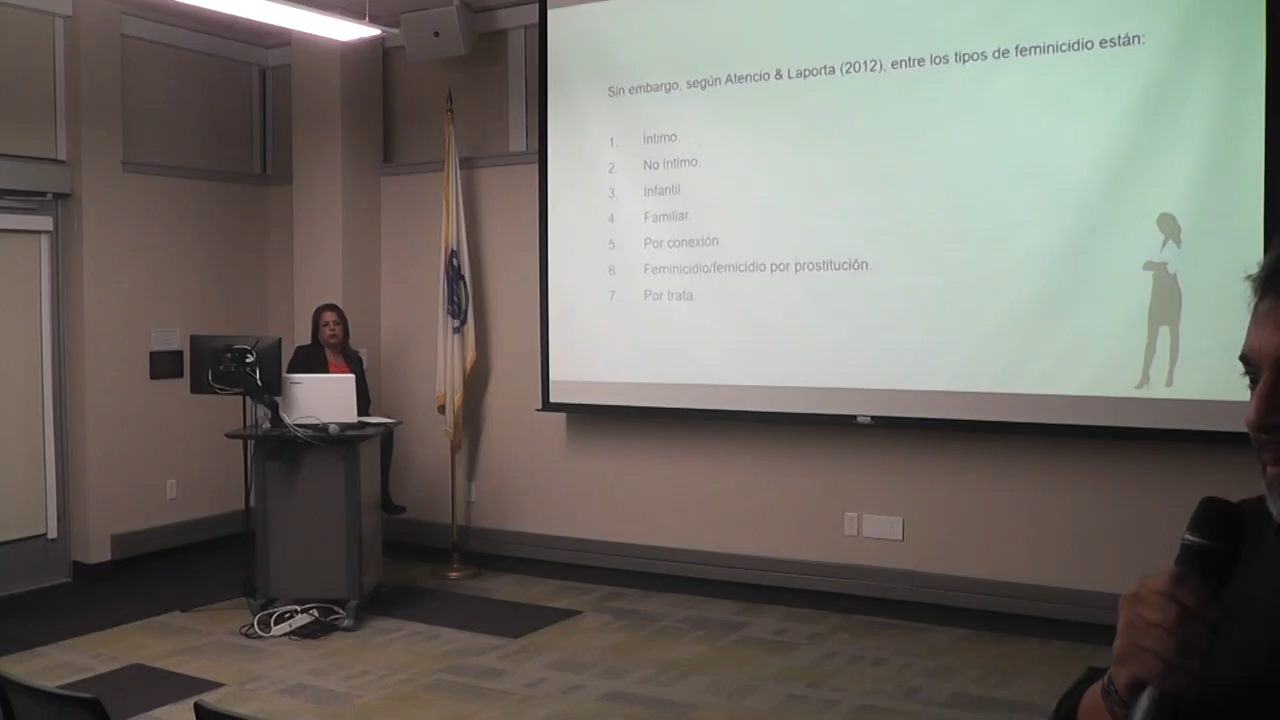 Sin embargo, según Atencio & Laporta (2012), entre los tipos de feminicidio están:
1. Íntimo.
2. No íntimo.
3. Infantil.
4. Familiar.
5. Por conexión.
6. Feminicidio/femicidio por prostitución.
7. Por trata.